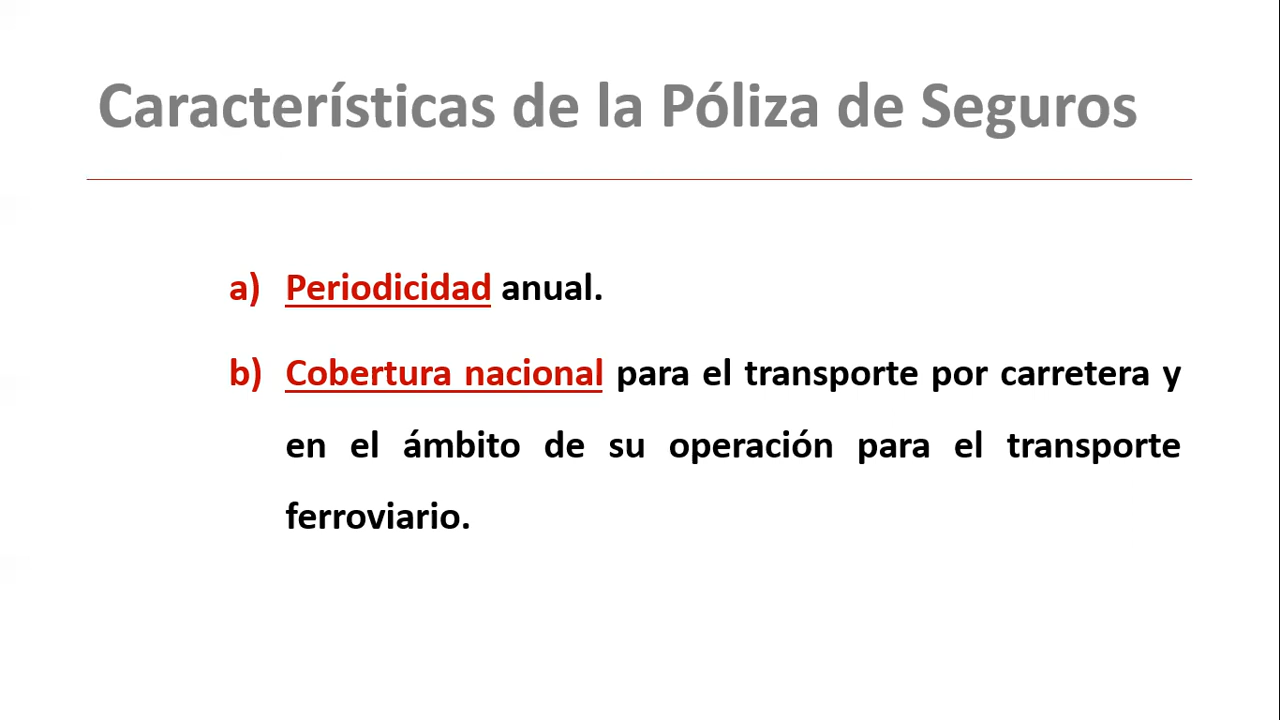 Características de la Póliza de Seguros
a) Periodicidad anual.
b) Cobertura nacional para el transporte por carretera y
en el ámbito de su operación para el transporte
ferroviario.